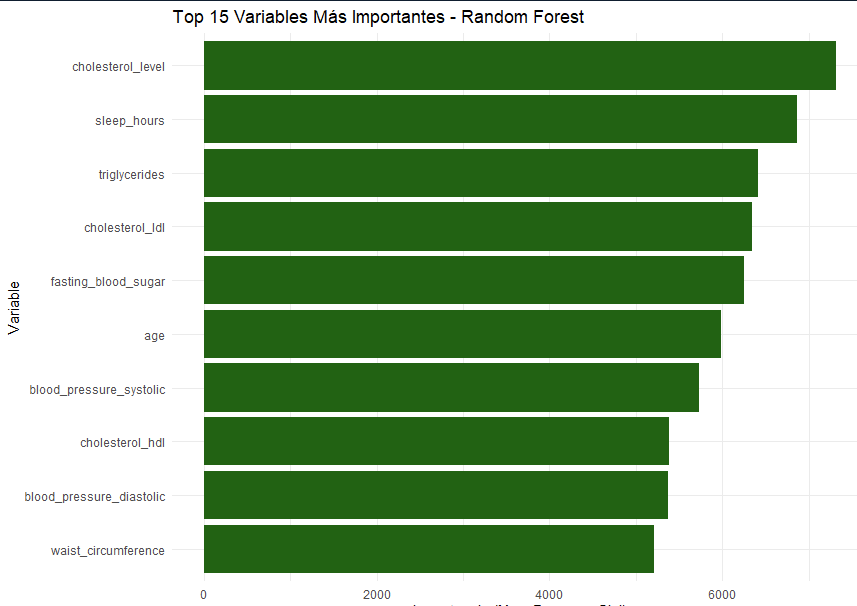 Top 15 Variables Más Importantes - Random Forest
cholesterol_level
sleep_hours
triglycerides
cholesterol_ldl
fasting_blood_sugar
age
blood_pressure_systolic
cholesterol_hdl
blood_pressure_diastolic
waist_circumference
Variable
0 2000 4000 6000